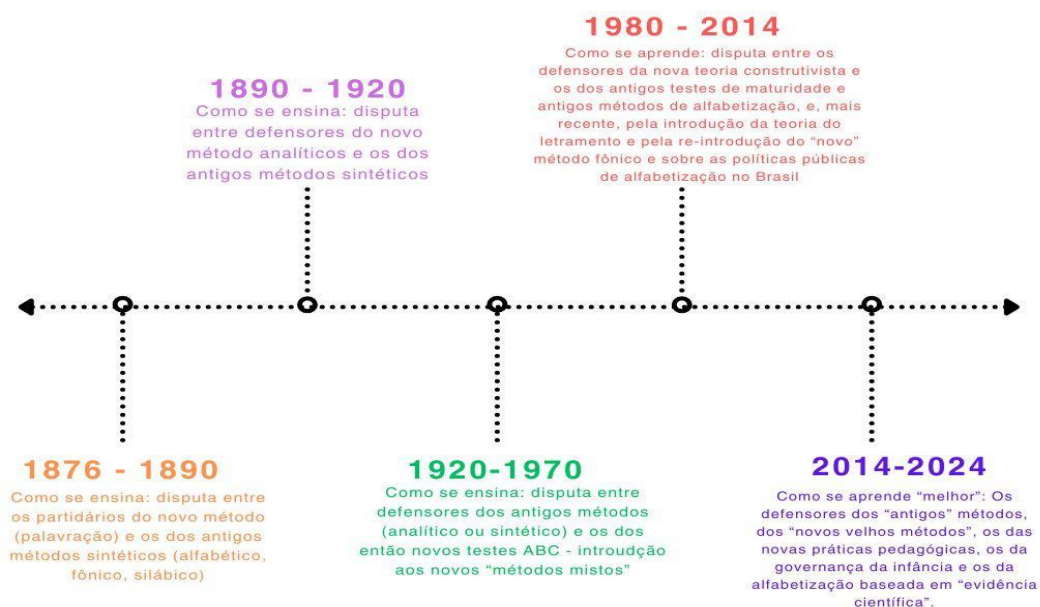 1980 - 2014
Como se aprende: disputa entre os
defensores da nova teoria construtivista e
os dos antigos testes de maturidade e
antigos métodos de alfabetização, e, mais
recente, pela introdução da teoria do
letramento e pela re-introdução do “novo”
método fônico e sobre as políticas públicas
de alfabetização no Brasil
1890 - 1920
Como se ensina: disputa
entre defensores do novo
método analíticos e os dos
antigos métodos sintéticos
1876 - 1890
Como se ensina: disputa entre
os partidários do novo método
(palavração) e os dos antigos
métodos sintéticos (alfabético,
fônico, silábico)
1920-1970
Como se ensina: disputa entre
defensores dos antigos métodos
(analítico ou sintético) e os dos
então novos testes ABC - introudção
aos novos “métodos mistos”
2014-2024
Como se aprende “melhor”: Os
defensores dos “antigos” métodos,
dos “novos velhos métodos”, os das
novas práticas pedagógicas, os da
governança da infância e os da
alfabetização baseada em “evidência
científica”.